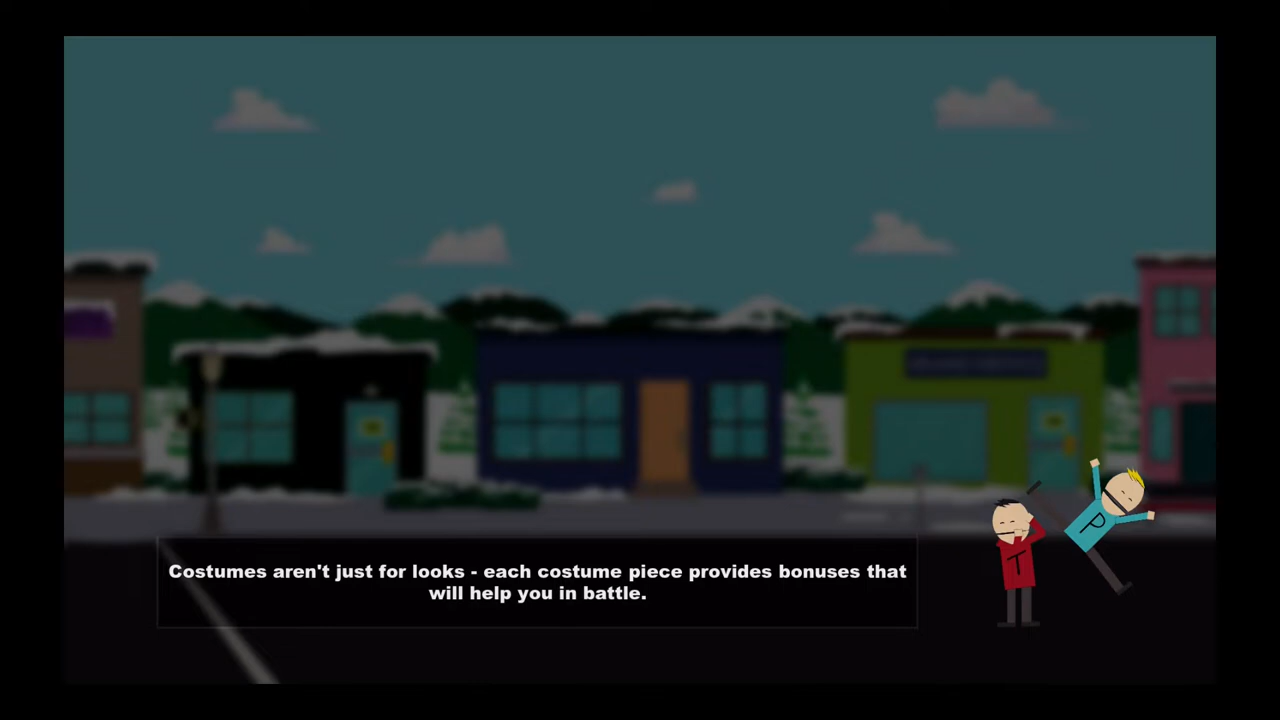 Costumes aren't just for looks - each costume piece provides bonuses that
will help you in battle.
T
P